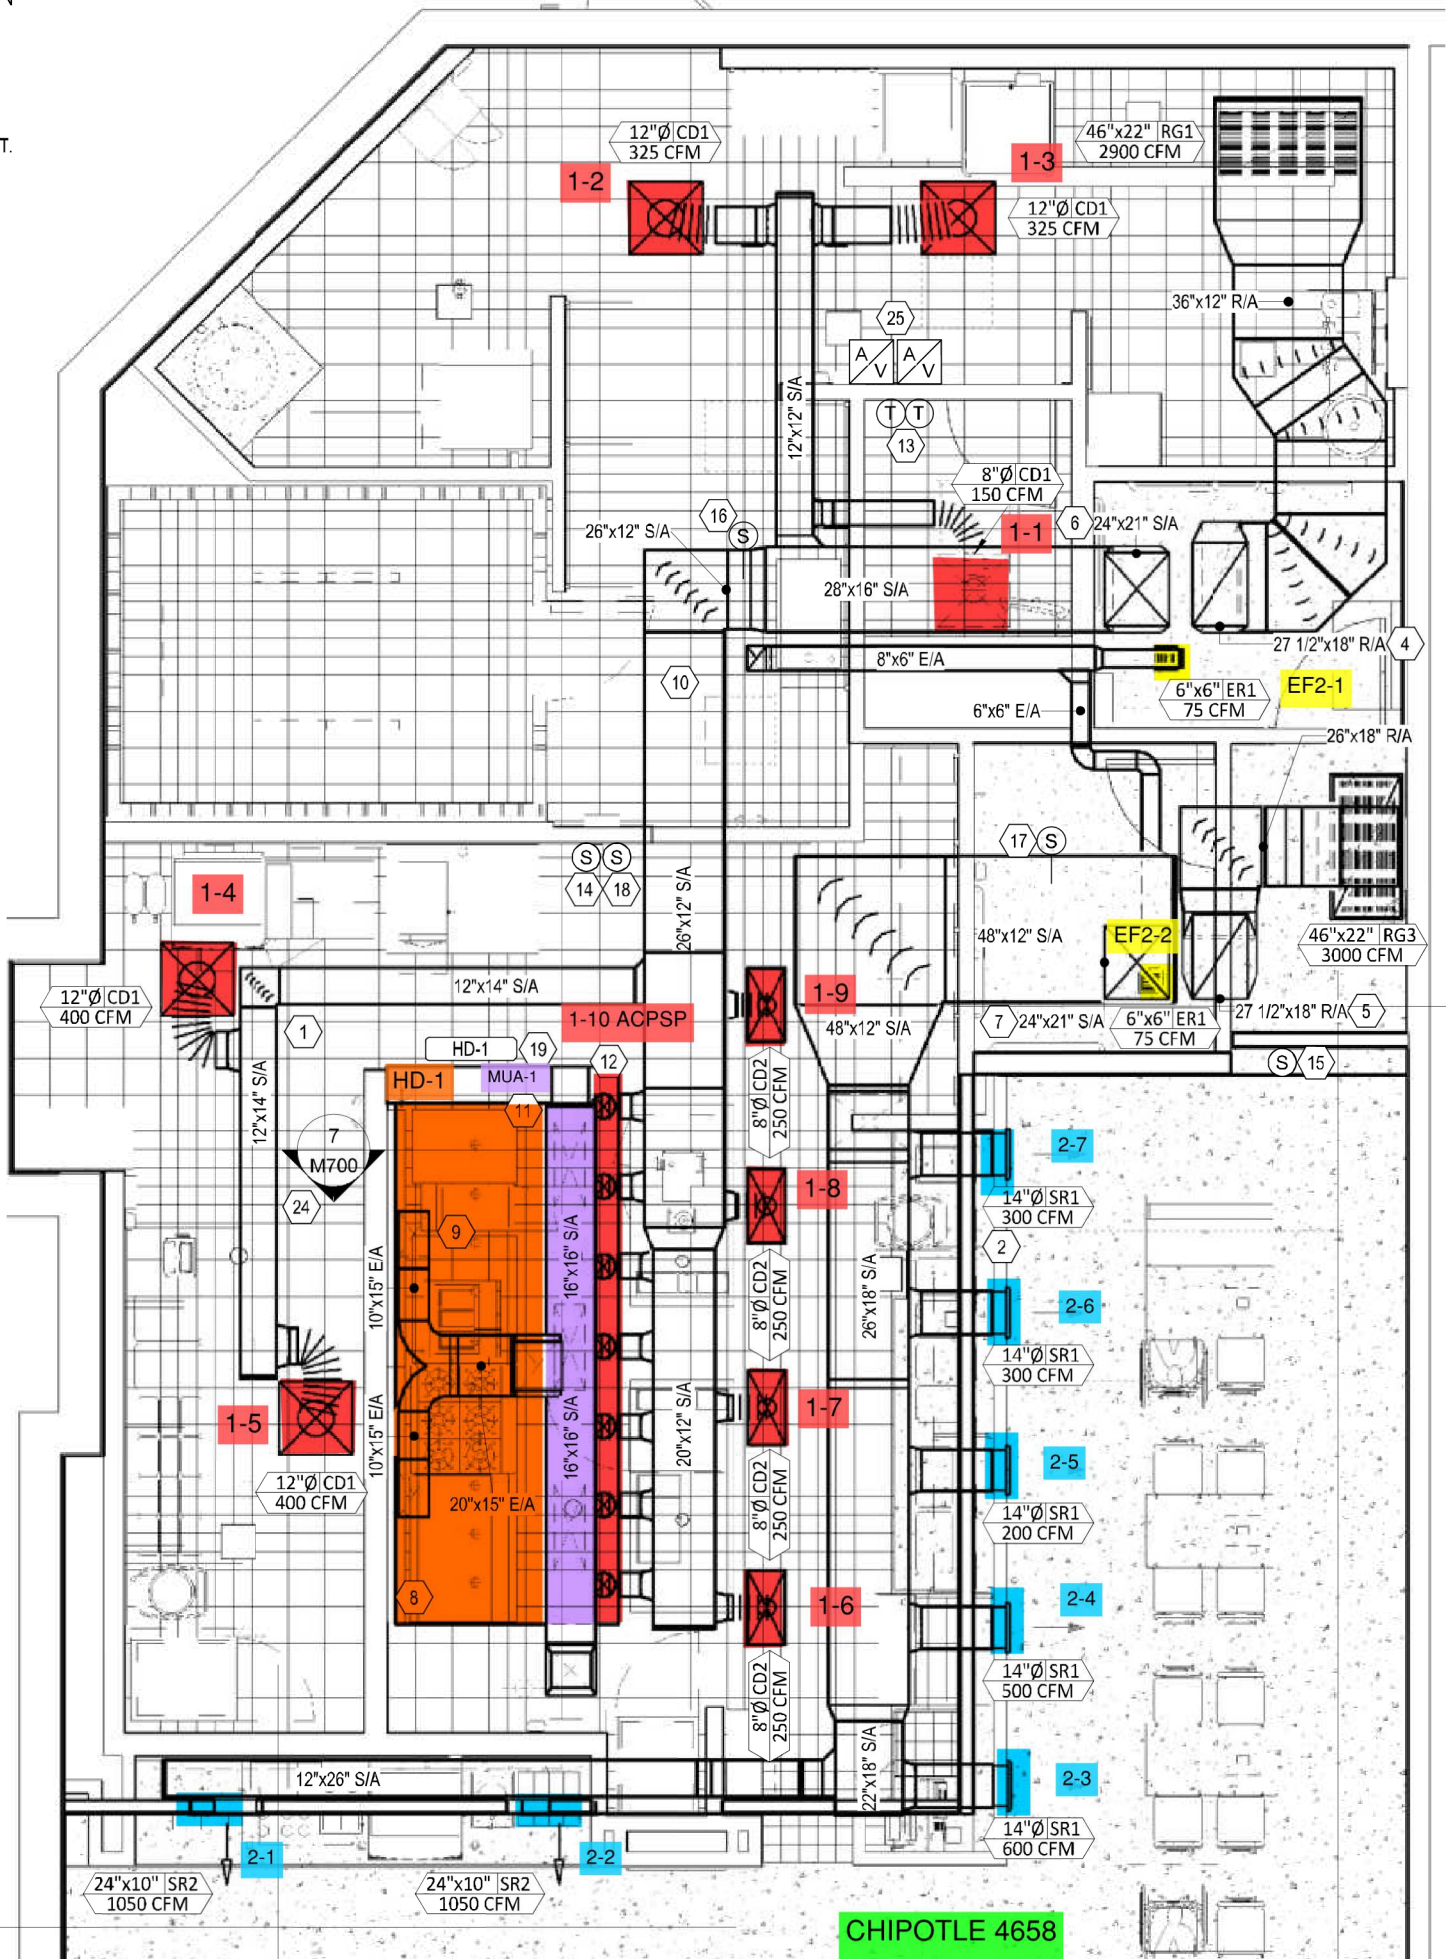 N
T.
12"Ø CD1
325 CFM
1-2
1-3
46"x22" RG1
2900 CFM
12"Ø CD1
325 CFM
36"x12" R/A
25
A
V
A
V
12"x12" S/A
T
T
13
8"Ø CD1
150 CFM
16
S
26"x12" S/A
1-1
6
24"x21" S/A
28"x16" S/A
27 1/2"x18" R/A
4
8"x6" E/A
10
6"x6" ER1
75 CFM
EF2-1
6"x6" E/A
26"x18" R/A
17
S
S
S
14
18
1-4
26"x12" S/A
48"x12" S/A
EF2-2
46"x22" RG3
3000 CFM
12"Ø CD1
400 CFM
12"x14" S/A
1-9
1-10 ACPSP
48"x12" S/A
7
24"x21" S/A
6"x6" ER1
75 CFM
27 1/2"x18" R/A
5
1
HD-1
19
12
S
15
HD-1
MUA-1
11
12"x14" S/A
8"Ø CD2
250 CFM
7
M700
2-7
24
9
1-8
14"Ø SR1
300 CFM
2
10"x15" E/A
16"x16" S/A
8"Ø CD2
250 CFM
26"x18" S/A
2-6
14"Ø SR1
300 CFM
1-5
10"x15" E/A
16"x16" S/A
20"x12" S/A
1-7
2-5
12"Ø CD1
400 CFM
20"x15" E/A
8"Ø CD2
250 CFM
14"Ø SR1
200 CFM
8
1-6
2-4
14"Ø SR1
500 CFM
8"Ø CD2
250 CFM
12"x26" S/A
22"x18" S/A
2-3
14"Ø SR1
600 CFM
2-1
2-2
24"x10" SR2
1050 CFM
24"x10" SR2
1050 CFM
CHIPOTLE 4658